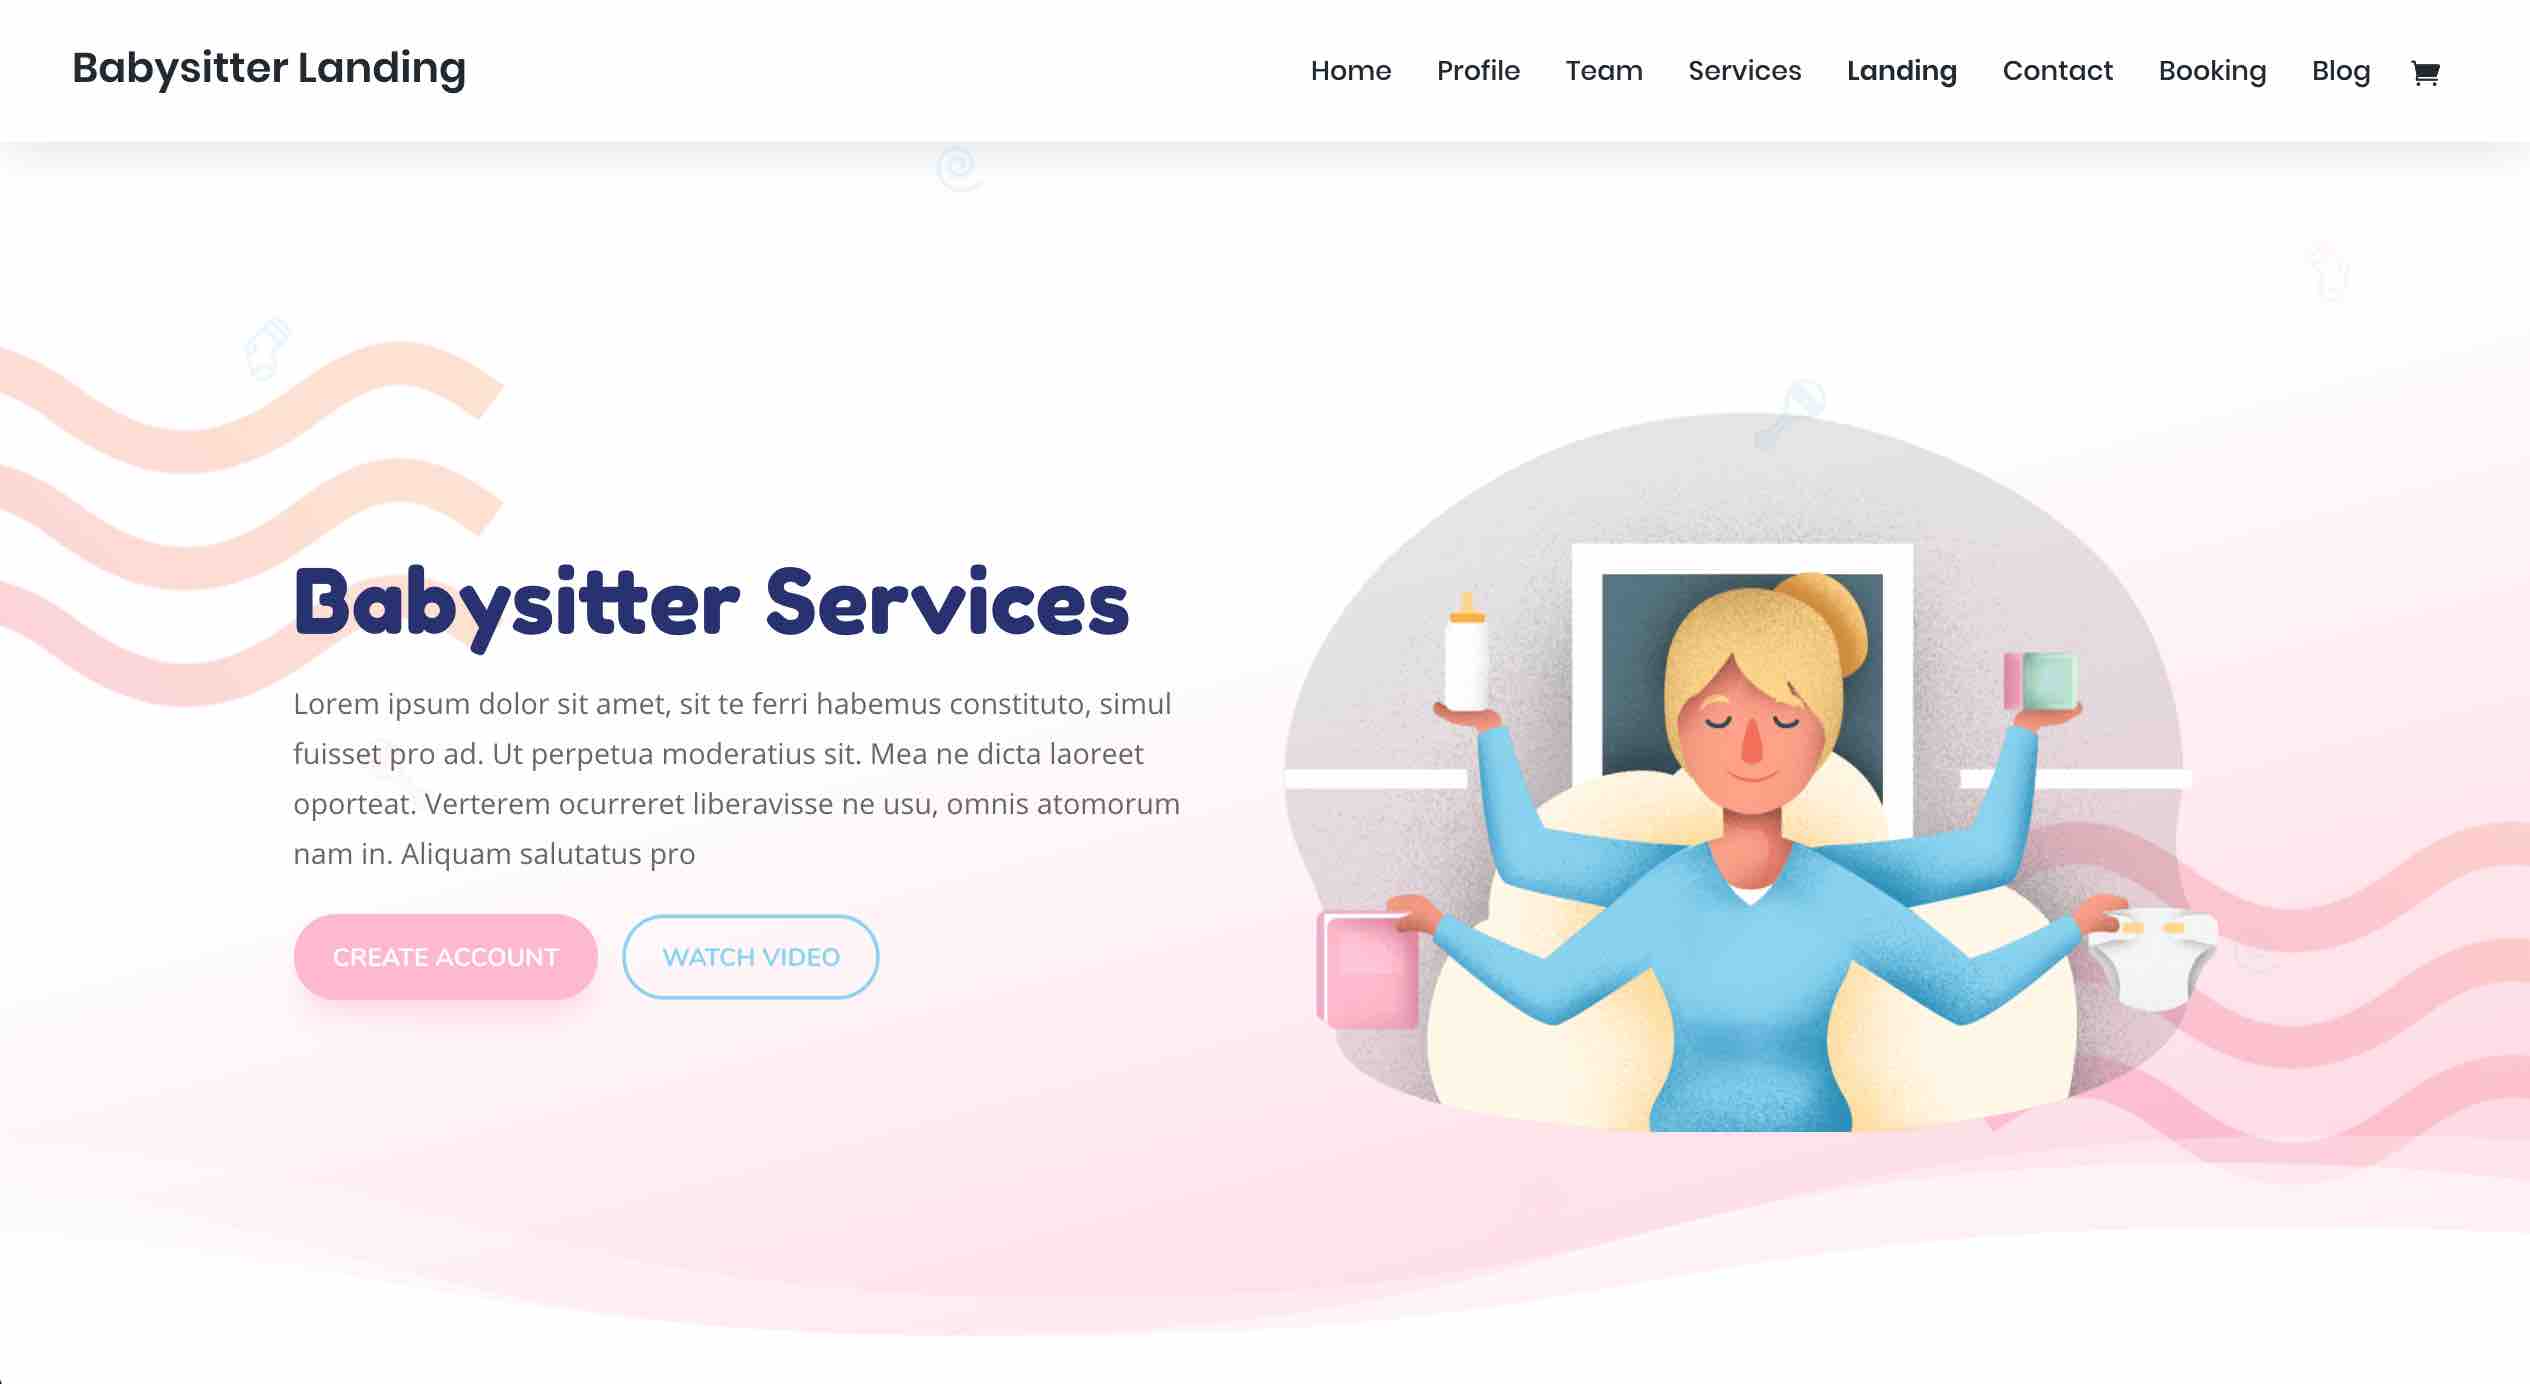 Babysitter Landing
Home Profile Team Services Landing Contact Booking Blog
Babysitter Services
Lorem ipsum dolor sit amet, sit te ferri habemus constituto, simul
fuisset pro ad. Ut perpetua moderatius sit. Mea ne dicta laoreet
oporteat. Verterem ocurreret liberavisse ne usu, omnis atomorum
nam in. Aliquam salutatus pro
CREATE ACCOUNT WATCH VIDEO